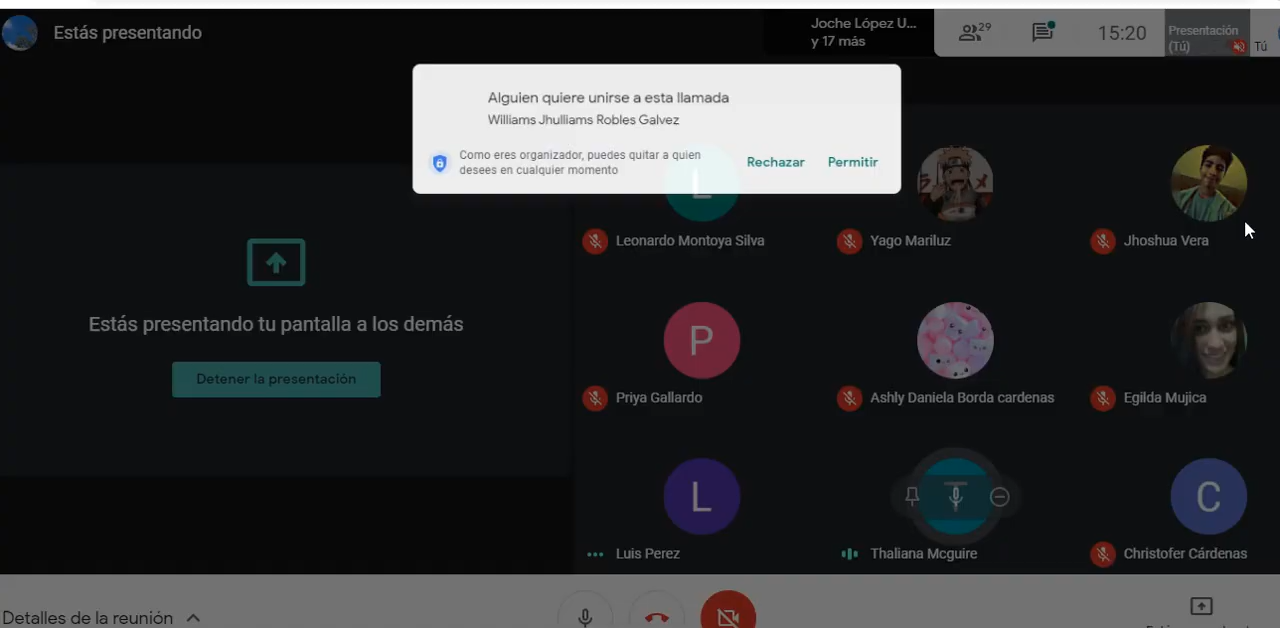 Estás presentando
Joche López U...
y 17 más
29
15:20
Presentación
(Tú)
Tú
Alguien quiere unirse a esta llamada
Williams Jhulliams Robles Galvez
Como eres organizador, puedes quitar a quien
desees en cualquier momento
Rechazar
Permitir
L
Leonardo Montoya Silva
Yago Mariluz
Jhoshua Vera
Estás presentando tu pantalla a los demás
Detener la presentación
P
Priya Gallardo
Ashly Daniela Borda cardenas
Egilda Mujica
L
C
Luis Perez
Thaliana Mcguire
Christofer Cárdenas
Detalles de la reunión